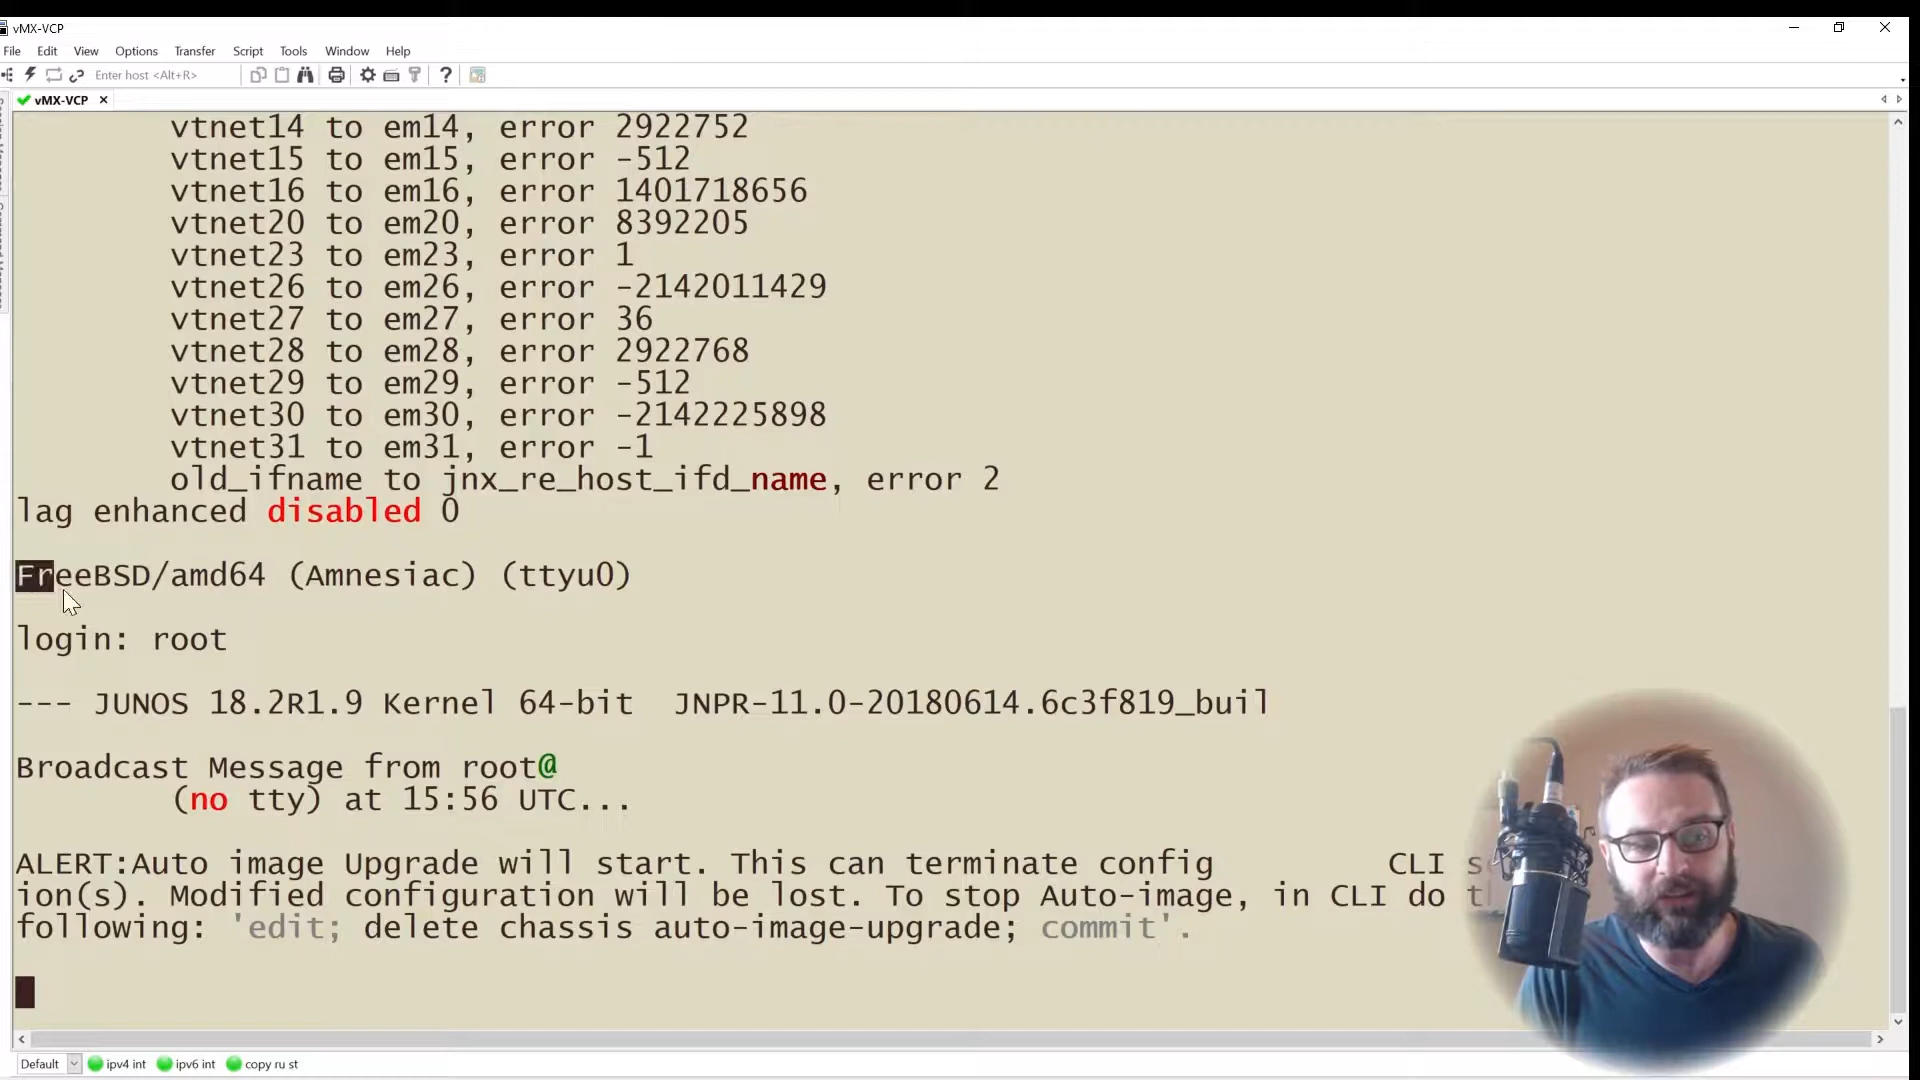 vMX-VCP
File Edit View Options Transfer Script Tools Window Help
Enter host <Alt+R>
vMX-VCP
vtnet14 to em14, error 2922752
vtnet15 to em15, error -512
vtnet16 to em16, error 1401718656
vtnet20 to em20, error 8392205
vtnet23 to em23, error 1
vtnet26 to em26, error -2142011429
vtnet27 to em27, error 36
vtnet28 to em28, error 2922768
vtnet29 to em29, error -512
vtnet30 to em30, error -2142225898
vtnet31 to em31, error -1
old_ifname to jnx_re_host_ifd_name, error 2
lag enhanced disabled 0
FreeBSD/amd64 (Amnesiac) (ttyu0)
login: root
--- JUNOS 18.2R1.9 Kernel 64-bit JNPR-11.0-20180614.6c3f819_buil
Broadcast Message from root@
(no tty) at 15:56 UTC...
ALERT:Auto image Upgrade will start. This can terminate config CLI
ion(s). Modified configuration will be lost. To stop Auto-image, in CLI do
following: 'edit; delete chassis auto-image-upgrade; commit'.
Default ipv4 int ipv6 int copy ru st